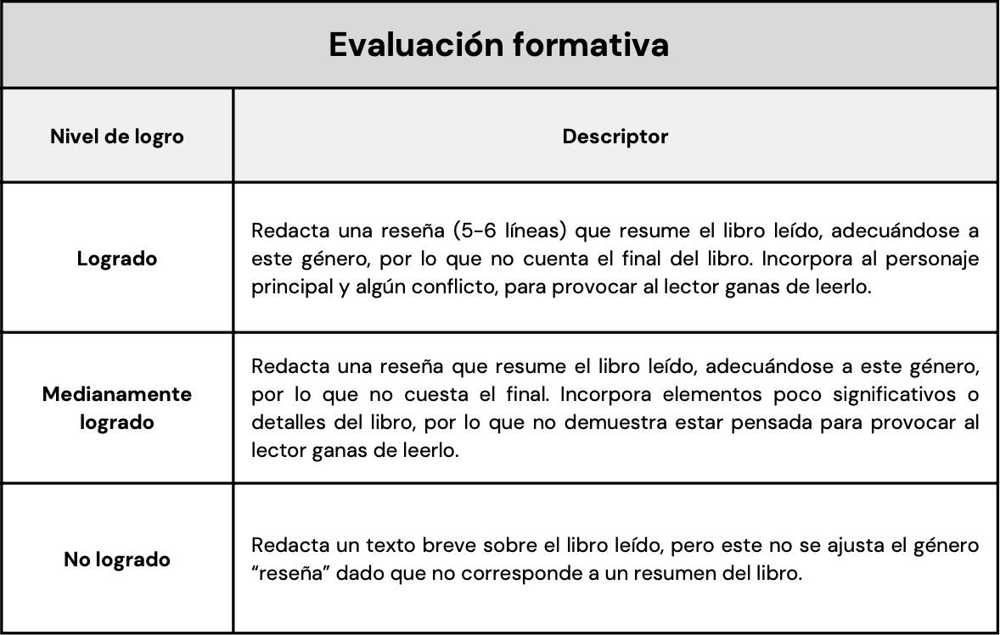 Evaluación formativa
Nivel de logro
Descriptor
Logrado
Redacta una reseña (5-6 líneas) que resume el libro leído, adecuándose a
este género, por lo que no cuenta el final del libro. Incorpora al personaje
principal y algún conflicto, para provocar al lector ganas de leerlo.
Medianamente
logrado
Redacta una reseña que resume el libro leído, adecuándose a este género,
por lo que no cuesta el final. Incorpora elementos poco significativos o
detalles del libro, por lo que no demuestra estar pensada para provocar al
lector ganas de leerlo.
No logrado
Redacta un texto breve sobre el libro leído, pero este no se ajusta el género
“reseña” dado que no corresponde a un resumen del libro.